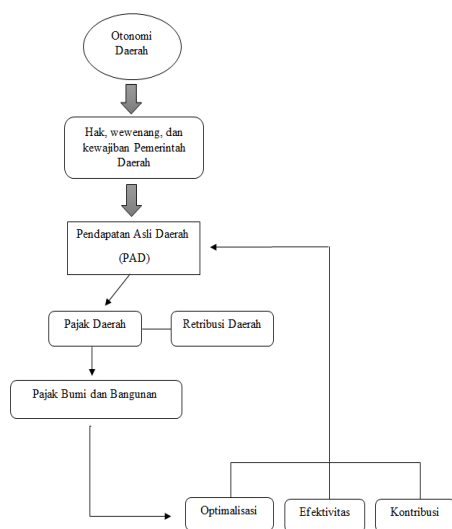 Otonomi
Daerah
Hak, wewenang, dan
kewajiban Pemerintah
Daerah
Pendapatan Asli Daerah
(PAD)
Pajak Daerah
Retribusi Daerah
Pajak Bumi dan Bangunan
Optimalisasi
Efektivitas
Kontribusi